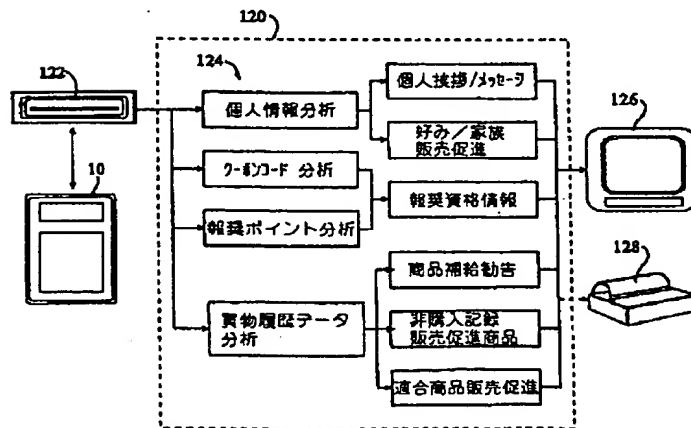 120
122
124
個人情報分析
個人挨拶/メッセージ
126
好み/家族
販売促進
クーポンコード 分析
10
報奨資格情報
報奨ポイント分析
128
商品補給勧告
買物履歴データ
分析
非購入記録
販売促進商品
適合商品販売促進